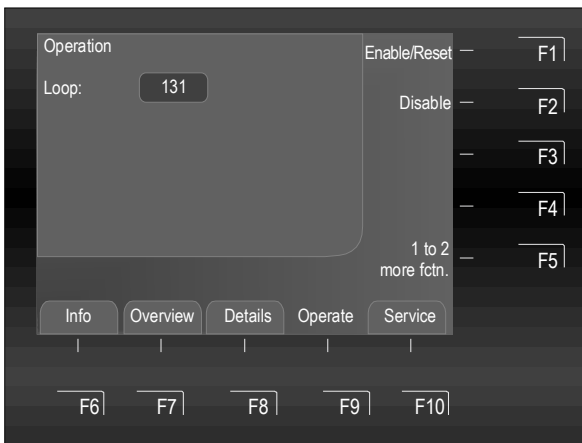 Operation
Enable/Reset
F1
Loop:
131
Disable
F2
F3
F4
1 to 2
more fctn.
F5
Info
Overview
Details
Operate
Service
F6
F7
F8
F9
F10